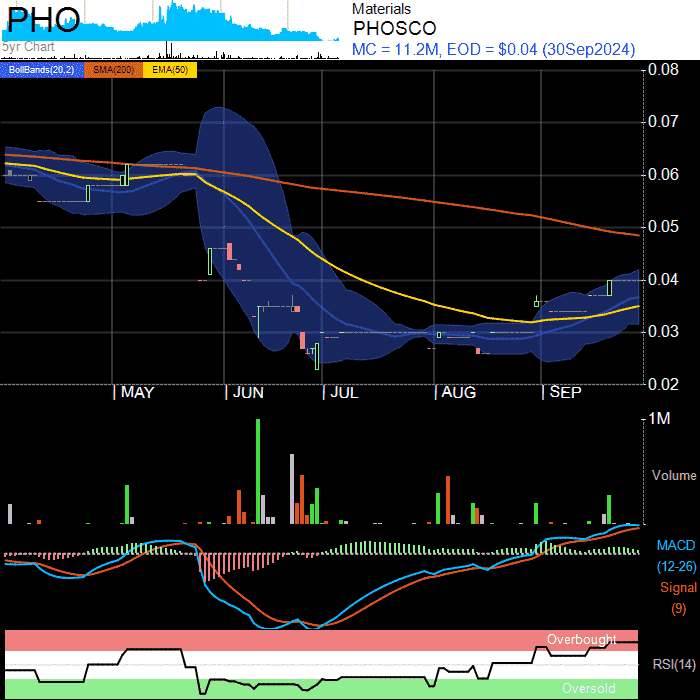 PHO
5yr Chart
Materials
PHOSCO
MC = 11.2M, EOD = $0.04 (30Sep2024)
BollBands(20,2) SMA(200) EMA(50)
0.08
0.07
0.06
0.05
0.04
0.03
0.02
MAY JUN JUL AUG SEP
1M
Volume
MACD
(12-26)
Signal
(9)
Overbought
RSI(14)
Oversold